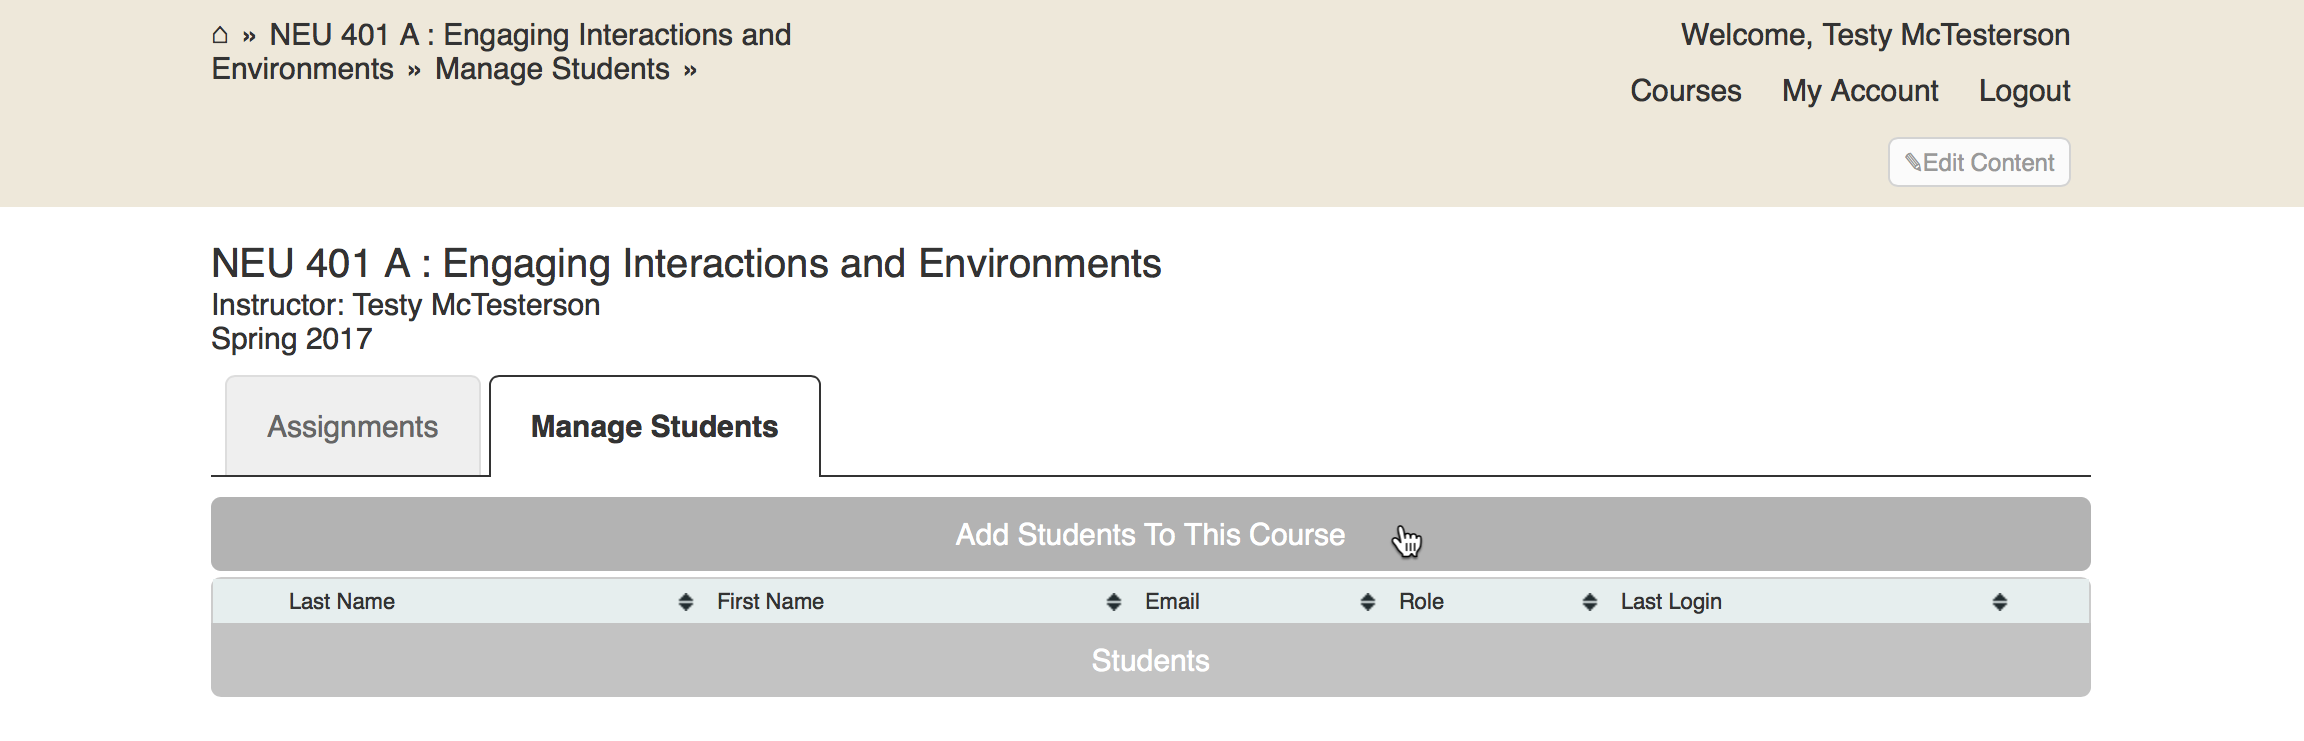 ⌂ » NEU 401 A : Engaging Interactions and
Environments » Manage Students »
Welcome, Testy McTesterson
Courses My Account Logout
✎Edit Content
NEU 401 A : Engaging Interactions and Environments
Instructor: Testy McTesterson
Spring 2017
Assignments Manage Students
Add Students To This Course
Last Name First Name Email Role Last Login
Students